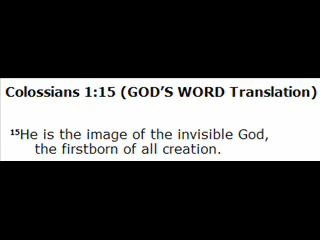 Colossians 1:15 (GOD'S WORD Translation)
15He is the image of the invisible God,
the firstborn of all creation.